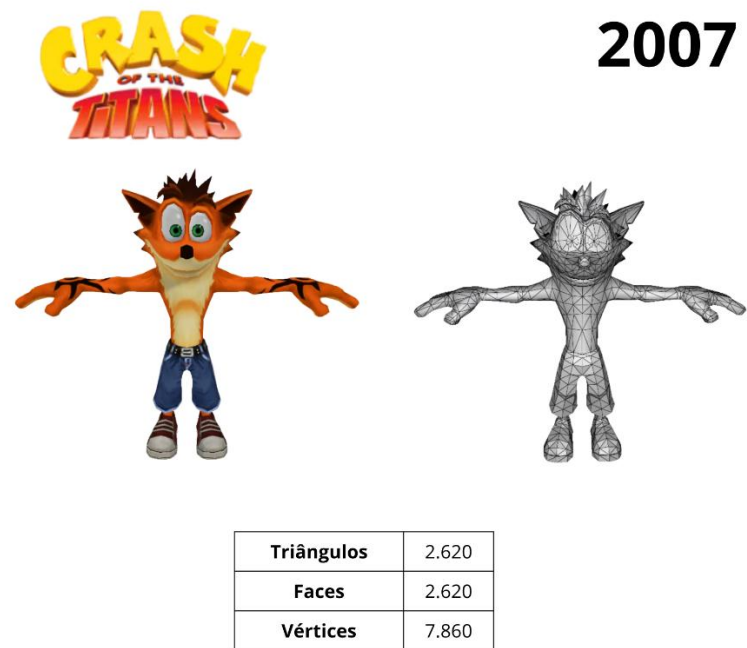 CRASH
OF THE
TITANS
2007
Triângulos 2.620
Faces 2.620
Vértices 7.860